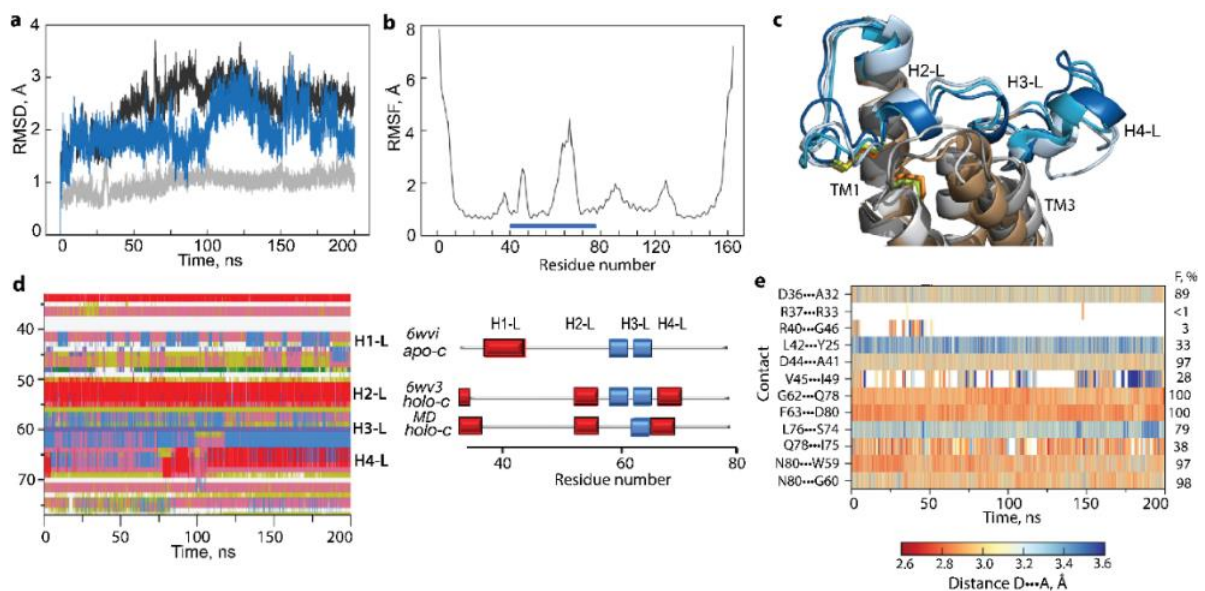 a
4
3
2
1
0
RMSD, Å
0 50 100 150 200
Time, ns
b
8
6
4
2
0
RMSF, Å
0 40 80 120 160
Residue number
c
H2-L
H3-L
H4-L
TM1
TM3
d
40
50
60
70
H1-L
H2-L
H3-L
H4-L
0 50 100 150 200
Time, ns
H1-L H2-L H3-L H4-L
6wvi
apo-c
6wv3
holo-c
MD
holo-c
40 60 80
Residue number
e
F, %
Contact
D36•••A32 89
R37•••R33 <1
R40•••G46 3
L42•••Y25 33
D44•••A41 97
V45•••I49 28
G62•••Q78 100
F63•••D80 100
L76•••S74 79
Q78•••I75 38
N80•••W59 97
N80•••G60 98
0 50 100 150 200
Time, ns
2.6 2.8 3.0 3.2 3.4 3.6
Distance D•••A, Å